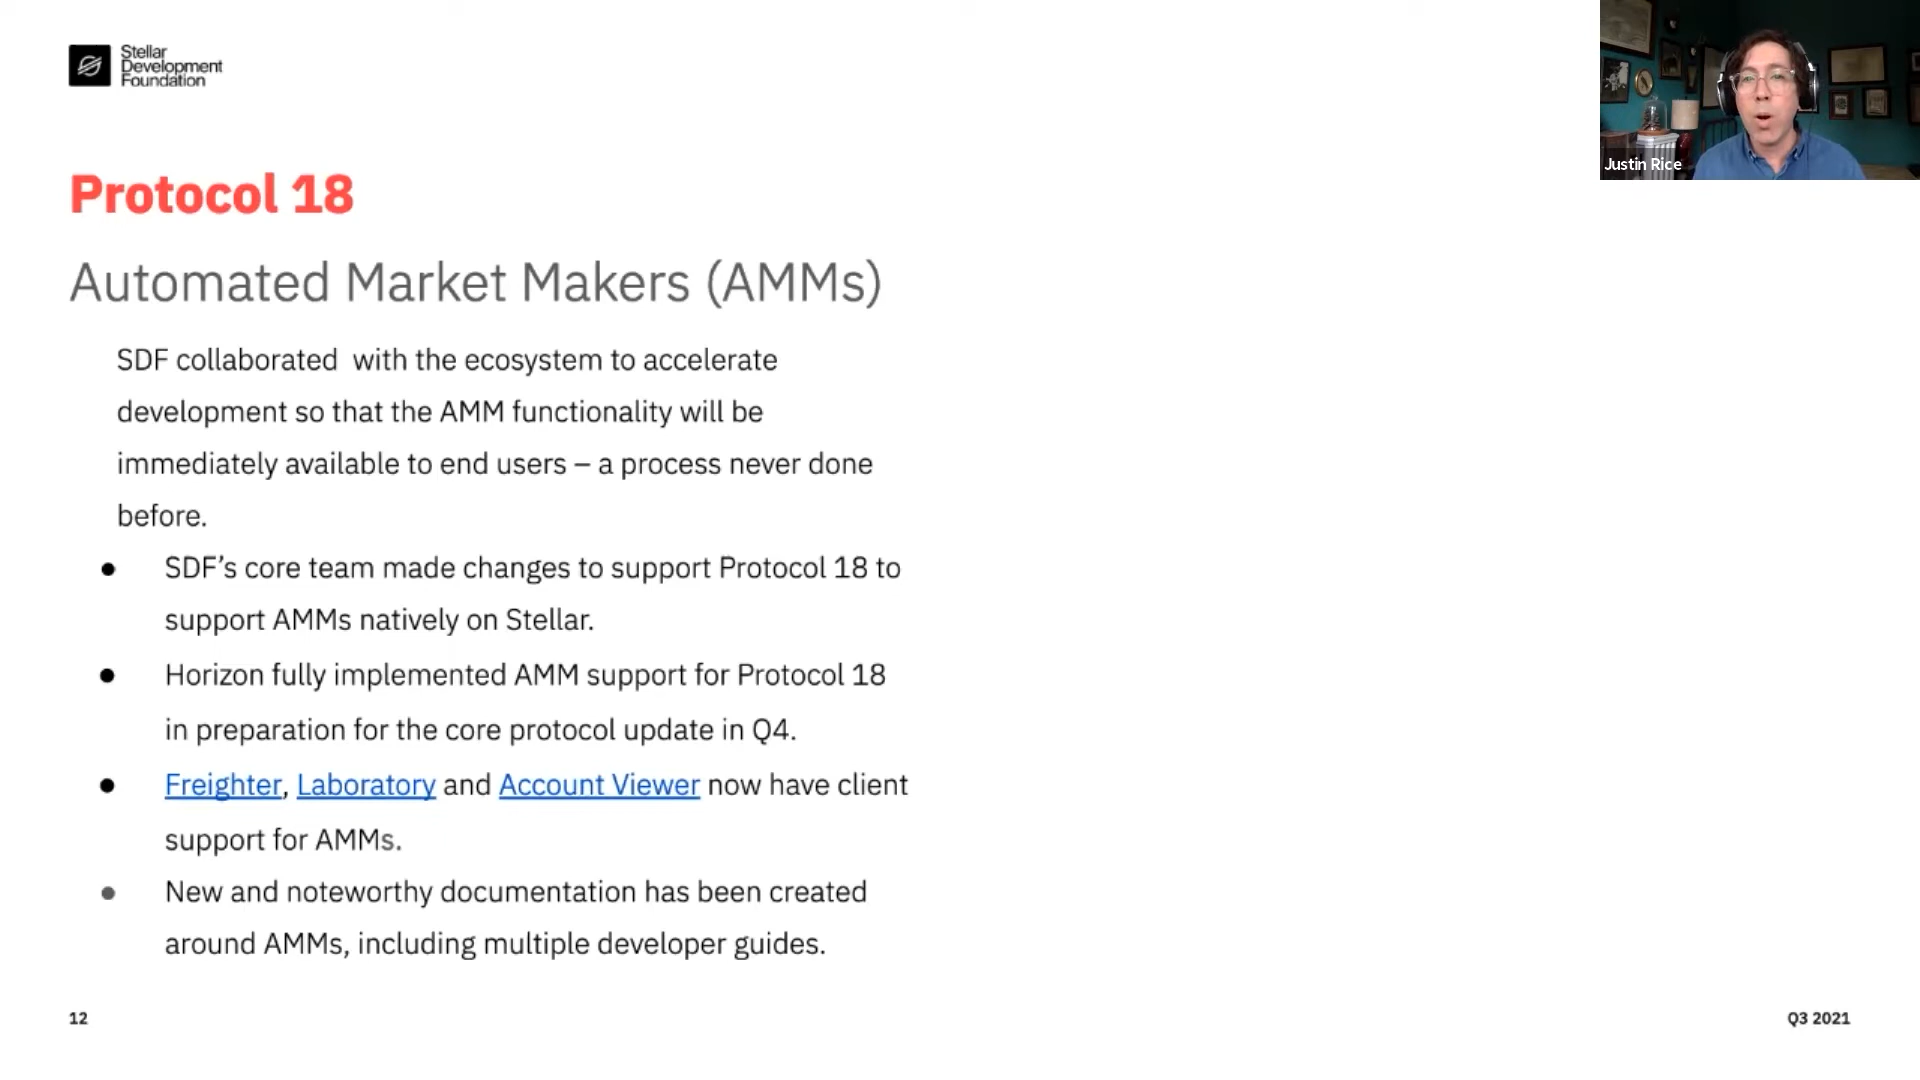 Stellar
Development
Foundation
Justin Rice
Protocol 18
Automated Market Makers (AMMs)
SDF collaborated  with the ecosystem to accelerate
development so that the AMM functionality will be
immediately available to end users – a process never done
before.
● SDF’s core team made changes to support Protocol 18 to
support AMMs natively on Stellar.
● Horizon fully implemented AMM support for Protocol 18
in preparation for the core protocol update in Q4.
● Freighter, Laboratory and Account Viewer now have client
support for AMMs.
● New and noteworthy documentation has been created
around AMMs, including multiple developer guides.
12
Q3 2021